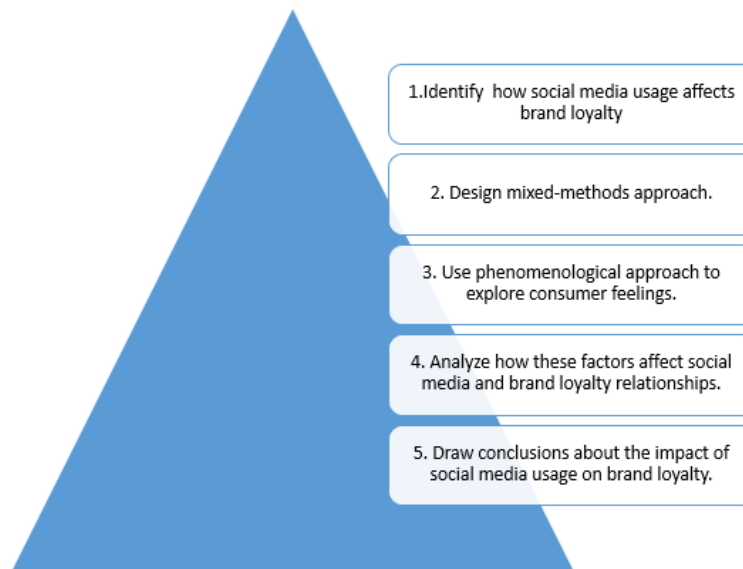 1.Identify how social media usage affects
brand loyalty
2. Design mixed-methods approach.
3. Use phenomenological approach to
explore consumer feelings.
4. Analyze how these factors affect social
media and brand loyalty relationships.
5. Draw conclusions about the impact of
social media usage on brand loyalty.